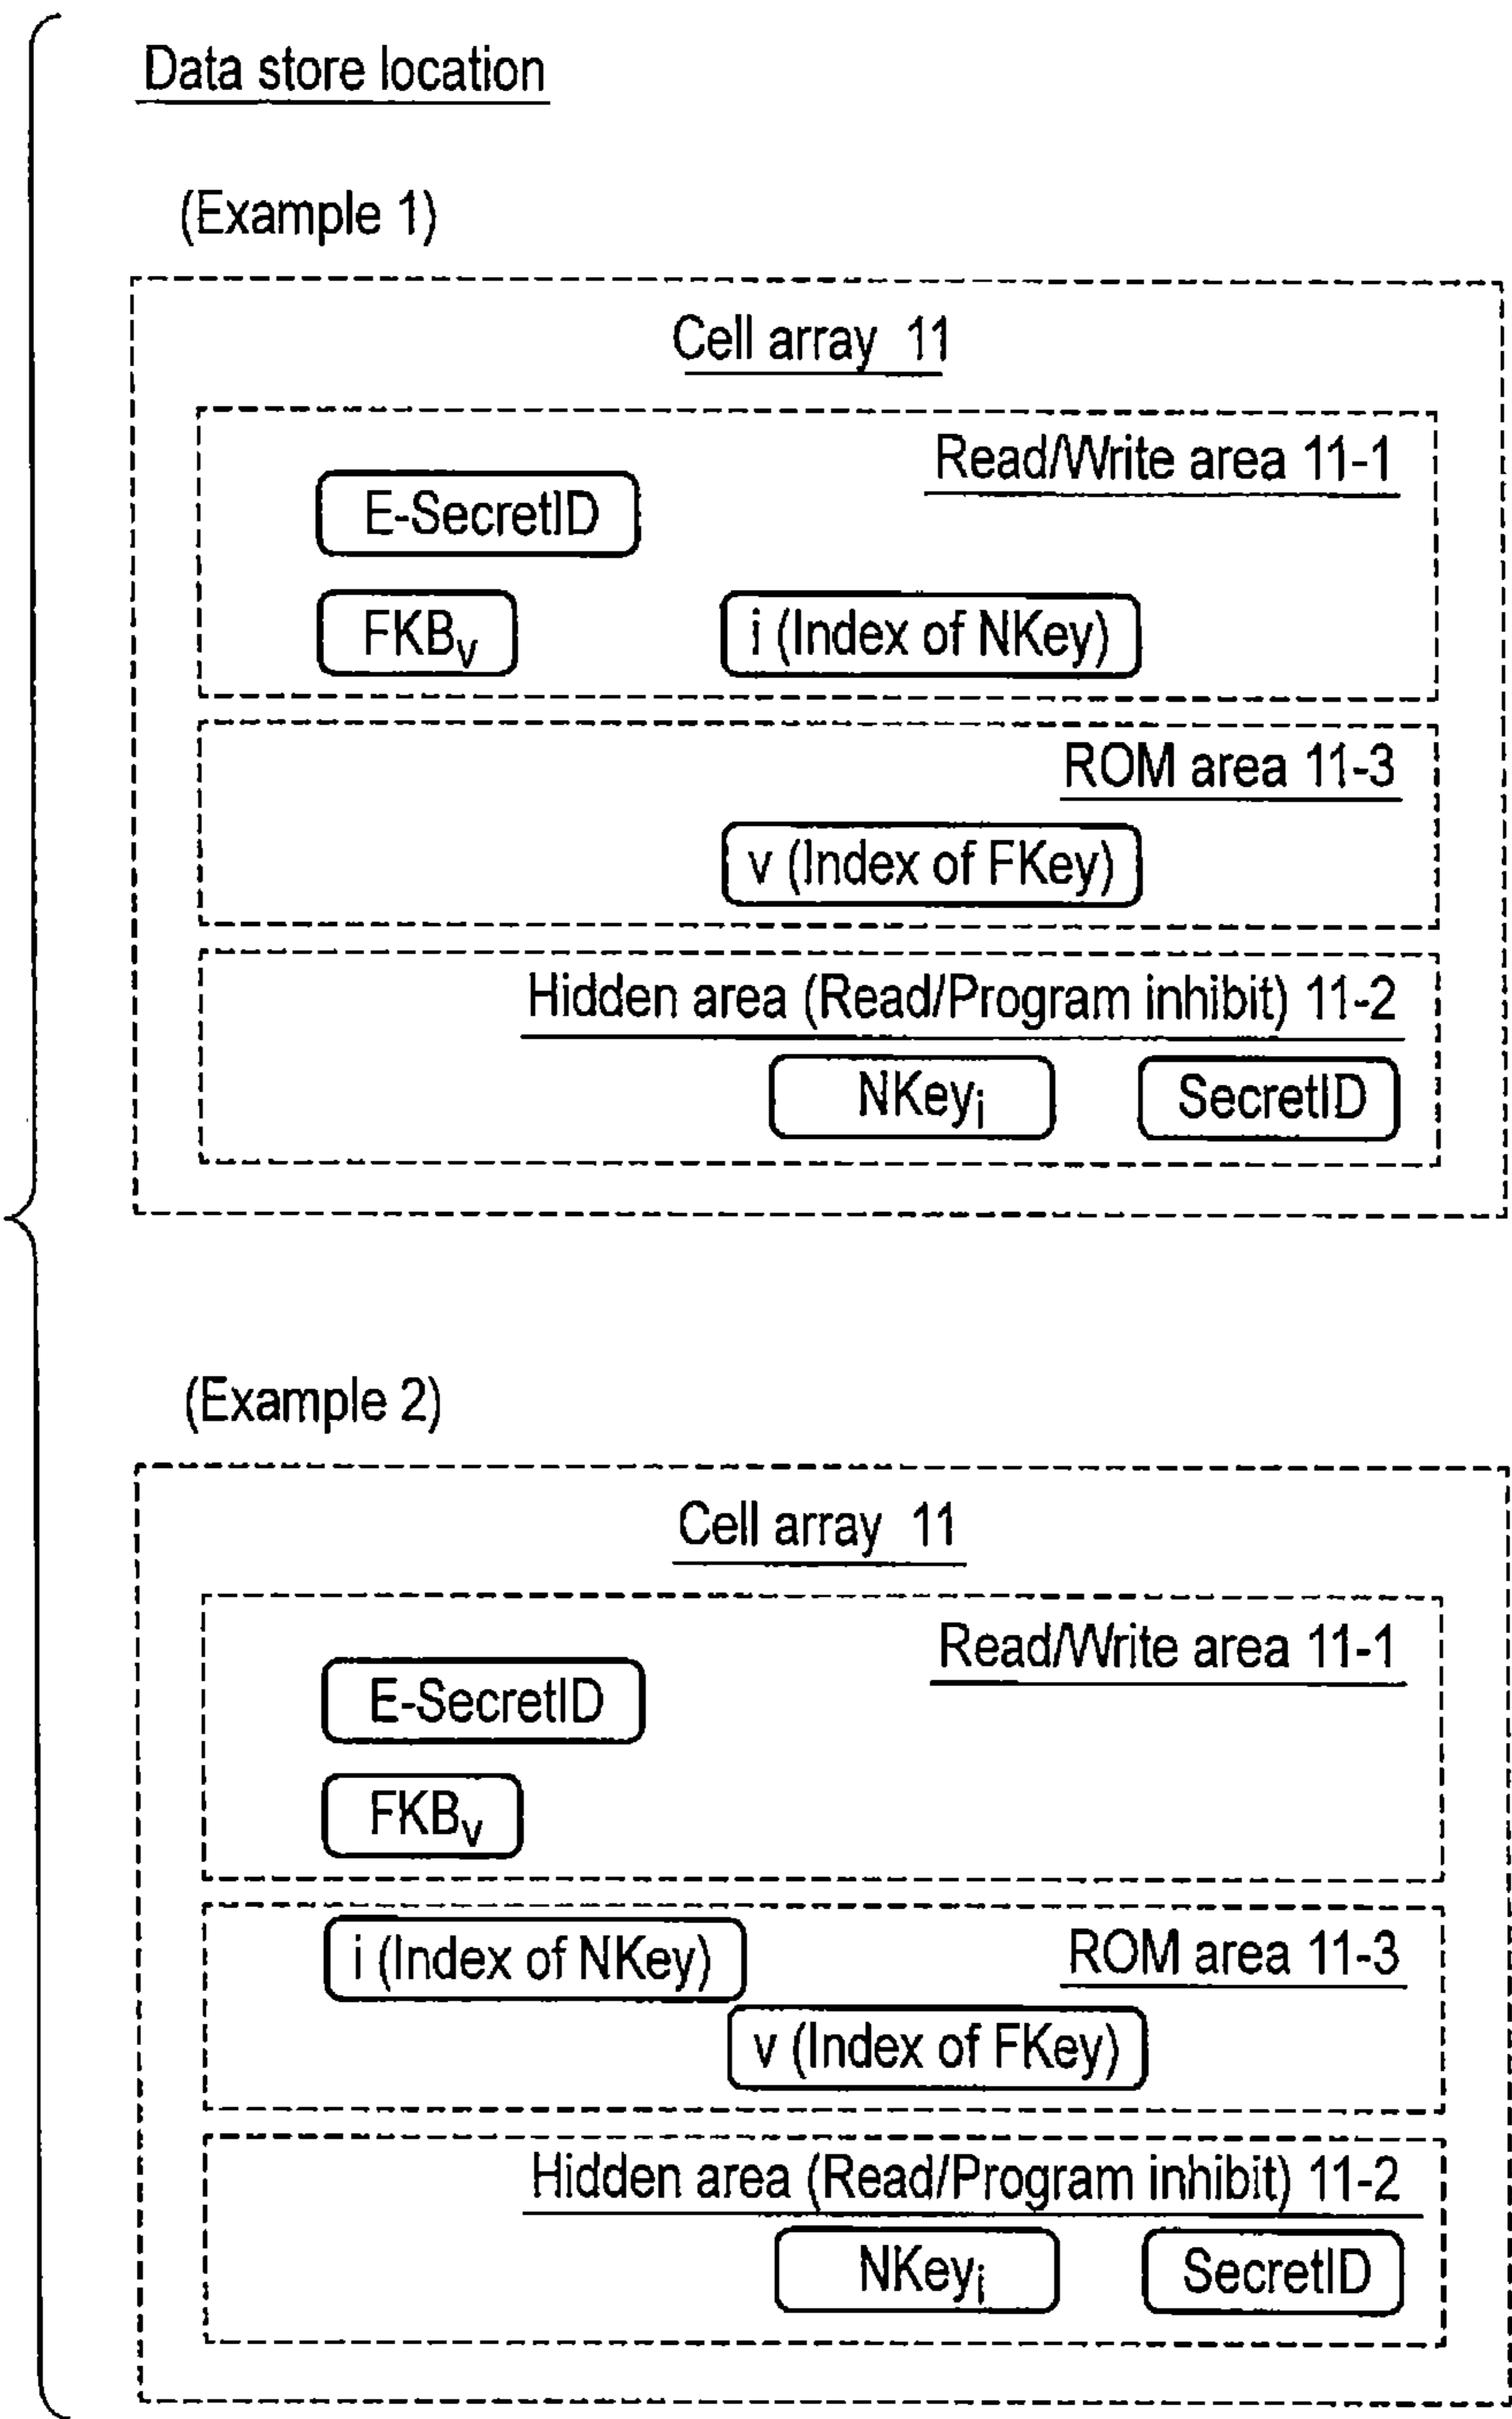 Data store location
(Example 1)
Cell array 11
Read/Write area 11-1
E-SecretID
FKBv i (Index of NKey)
ROM area 11-3
v (Index of FKey)
Hidden area (Read/Program inhibit) 11-2
NKeyi SecretID
(Example 2)
Cell array 11
Read/Write area 11-1
E-SecretID
FKBv
i (Index of NKey) ROM area 11-3
v (Index of FKey)
Hidden area (Read/Program inhibit) 11-2
NKeyi SecretID